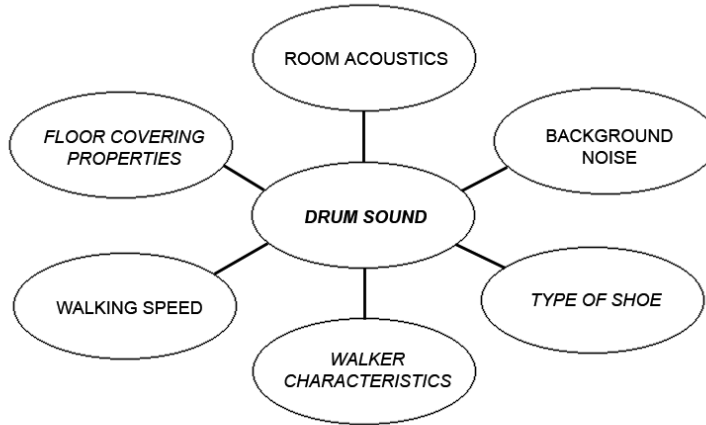 ROOM ACOUSTICS
FLOOR COVERING
PROPERTIES
BACKGROUND
NOISE
DRUM SOUND
WALKING SPEED
TYPE OF SHOE
WALKER
CHARACTERISTICS